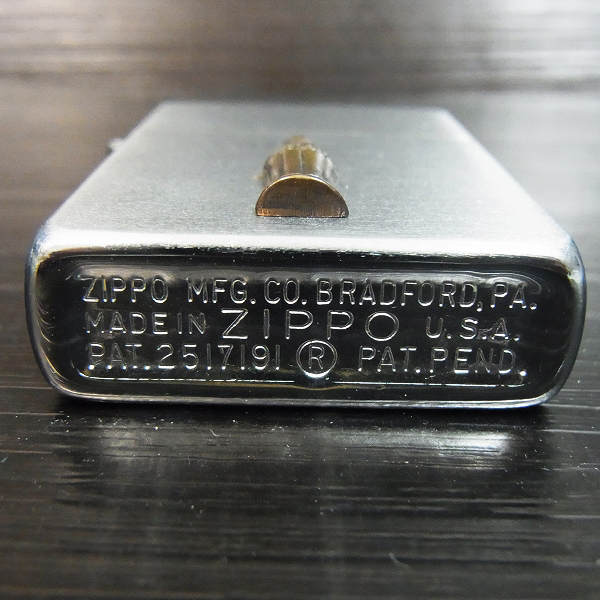 ZIPPO MFG. CO. BRADFORD, PA.
MADE IN ZIPPO U.S.A.
PAT. 2517191 ® PAT. PEND.